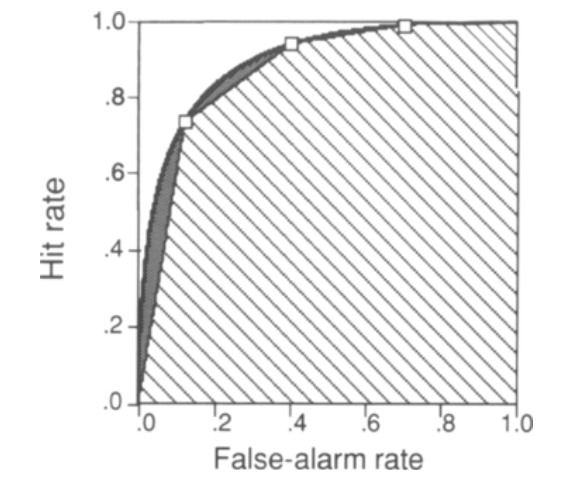 1.0
.8
.6
.4
.2
.0
Hit rate
.0 .2 .4 .6 .8 1.0
False-alarm rate